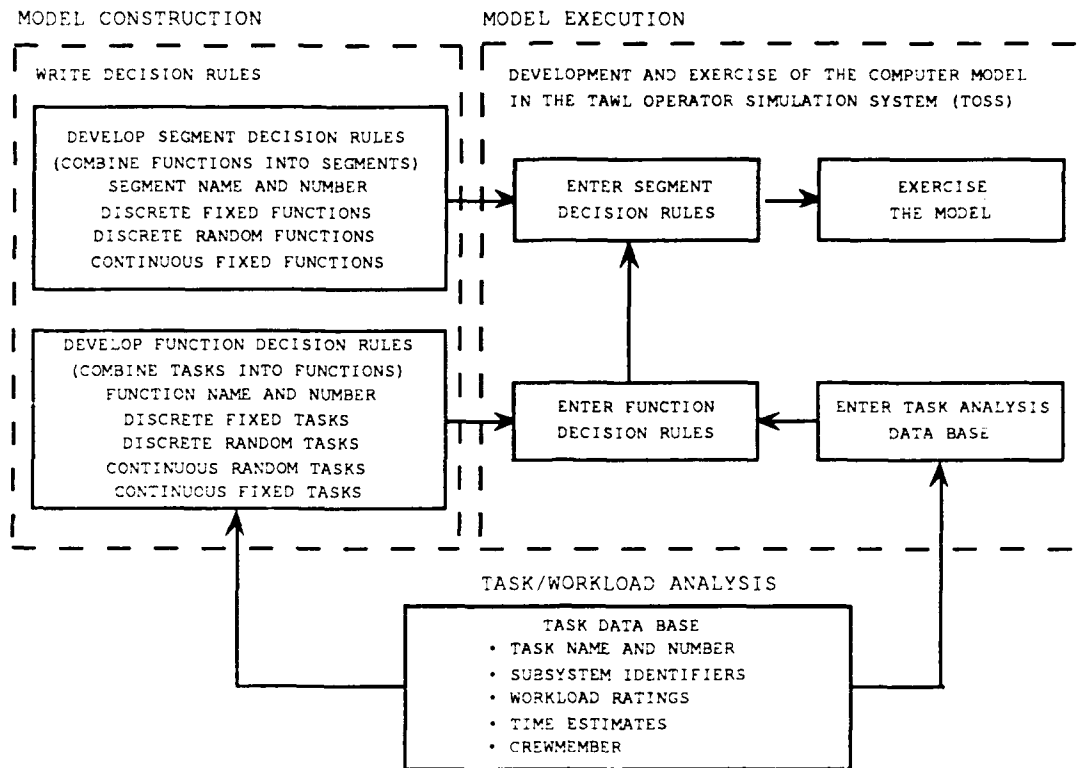 MODEL CONSTRUCTION
WRITE DECISION RULES
DEVELOP SEGMENT DECISION RULES
(COMBINE FUNCTIONS INTO SEGMENTS)
SEGMENT NAME AND NUMBER
DISCRETE FIXED FUNCTIONS
DISCRETE RANDOM FUNCTIONS
CONTINUOUS FIXED FUNCTIONS
DEVELOP FUNCTION DECISION RULES
(COMBINE TASKS INTO FUNCTIONS)
FUNCTION NAME AND NUMBER
DISCRETE FIXED TASKS
DISCRETE RANDOM TASKS
CONTINUOUS RANDOM TASKS
CONTINUOUS FIXED TASKS
MODEL EXECUTION
DEVELOPMENT AND EXERCISE OF THE COMPUTER MODEL
IN THE TAWL OPERATOR SIMULATION SYSTEM (TOSS)
ENTER SEGMENT
DECISION RULES
EXERCISE
THE MODEL
ENTER FUNCTION
DECISION RULES
ENTER TASK ANALYSIS
DATA BASE
TASK/WORKLOAD ANALYSIS
TASK DATA BASE
• TASK NAME AND NUMBER
• SUBSYSTEM IDENTIFIERS
• WORKLOAD RATINGS
• TIME ESTIMATES
• CREWMEMBER